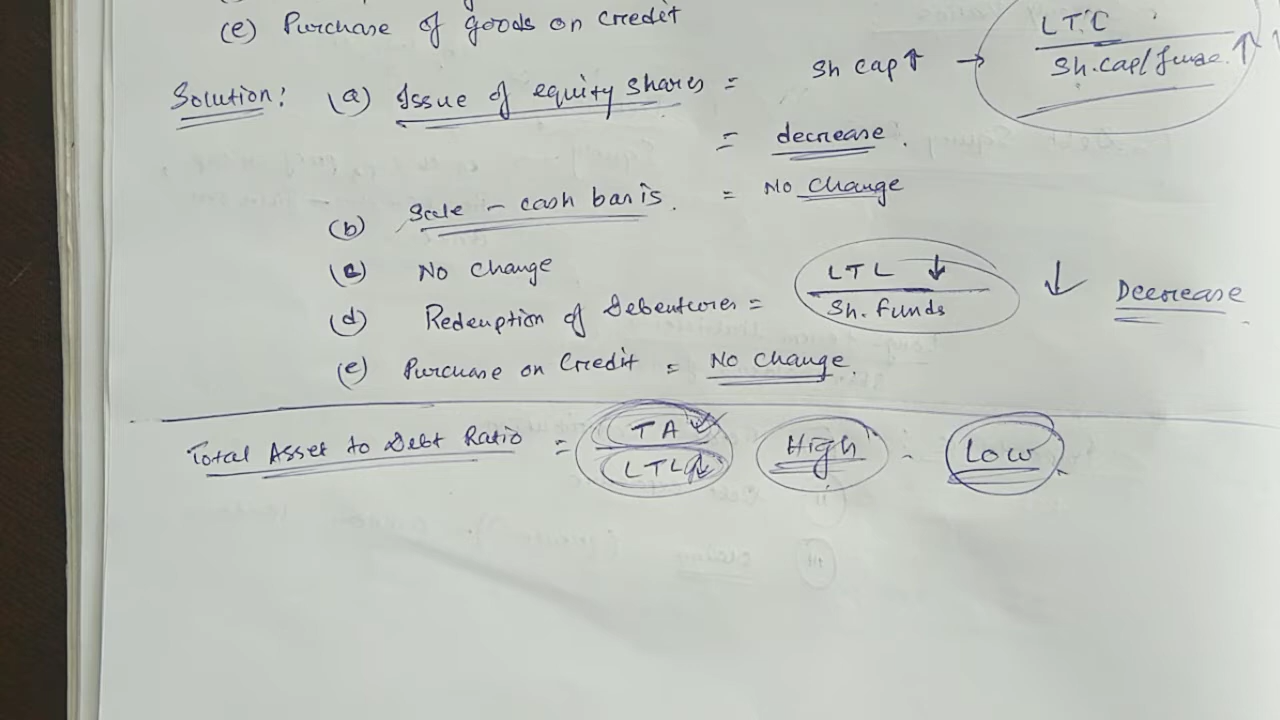 (e) Purchase of goods on Credit
Solution: (a) Issue of equity shares = Sh cap↑ → LTC / Sh.cap/funds ↑
= decrease.
(b) Scale - cash basis. = No change
(c) No change
(d) Redemption of Debentures = LTL ↓ / Sh. funds ↓ Decrease
(e) Purchase on Credit = No change.
Total Asset to Debt Ratio = TA / LTL High . Low